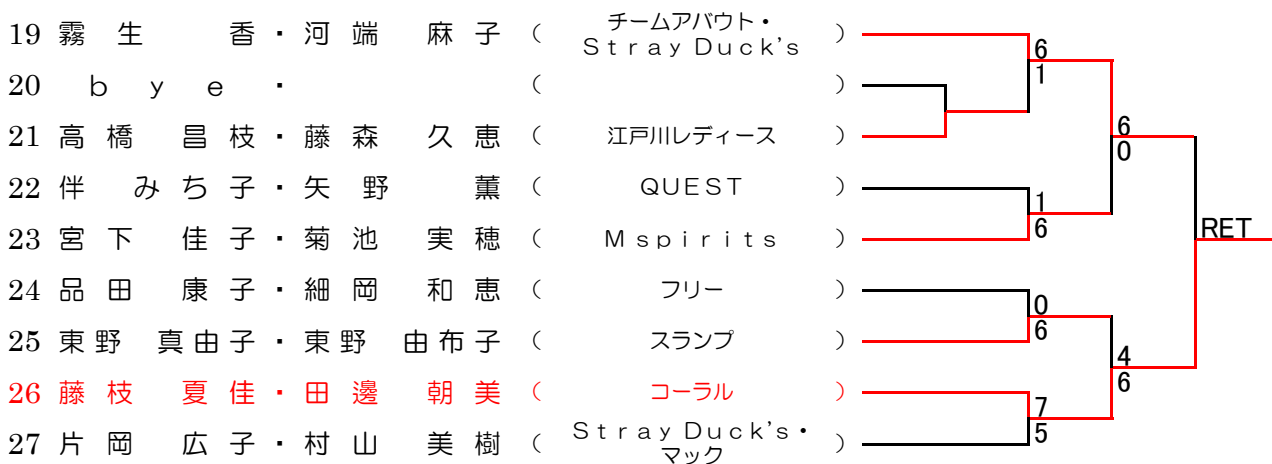 19 霧生 香・河端 麻子 ( チームアバウト・ Stray Duck's )
6
1
20 bye ・ ( )
21 高橋 昌枝・藤森 久恵 ( 江戸川レディース )
6
0
22 伴 みち子・矢野 薫 ( QUEST )
1
6
23 宮下 佳子・菊池 実穂 ( Mspirits )
RET
24 品田 康子・細岡 和恵 ( フリー )
0
6
25 東野 真由子・東野 由布子 ( スランプ )
4
6
26 藤枝 夏佳・田邊 朝美 ( コーラル )
7
5
27 片岡 広子・村山 美樹 ( Stray Duck's・ マック )